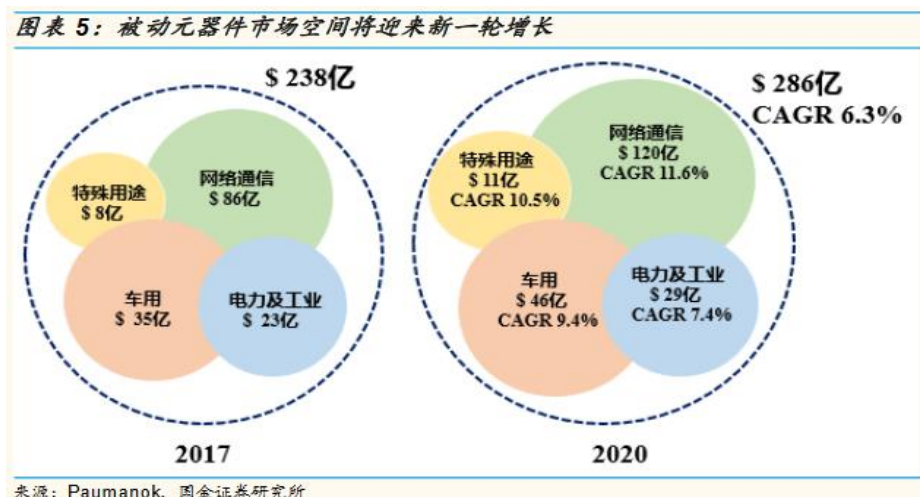 图表 5：被动元器件市场空间将迎来新一轮增长
$ 238亿
特殊用途
$ 8亿
网络通信
$ 86亿
车用
$ 35亿
电力及工业
$ 23亿
2017
$ 286亿
CAGR 6.3%
特殊用途
$ 11亿
CAGR 10.5%
网络通信
$ 120亿
CAGR 11.6%
车用
$ 46亿
CAGR 9.4%
电力及工业
$ 29亿
CAGR 7.4%
2020
来源：Paumanok, 国金证券研究所